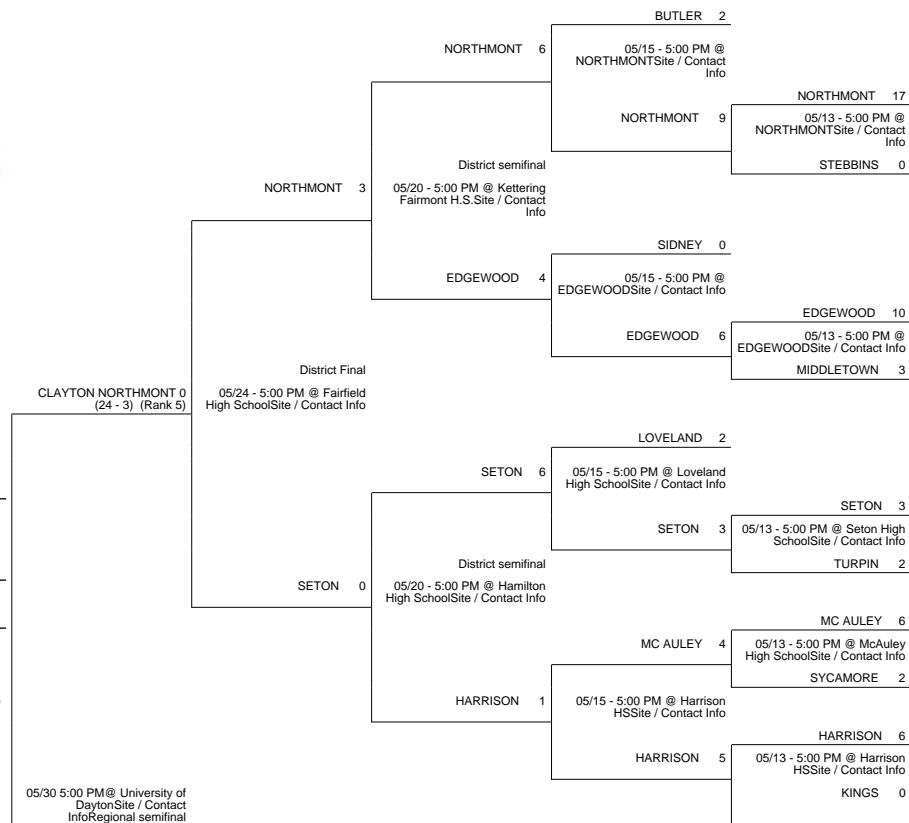 BUTLER 2
NORTHMONT 6
05/15 - 5:00 PM @
NORTHMONTSite / Contact
Info
NORTHMONT 17
NORTHMONT 9
05/13 - 5:00 PM @
NORTHMONTSite / Contact
Info
STEBBINS 0
District semifinal
NORTHMONT 3
05/20 - 5:00 PM @ Kettering
Fairmont H.S.Site / Contact
Info
SIDNEY 0
EDGEWOOD 4
05/15 - 5:00 PM @
EDGEWOODSite / Contact Info
EDGEWOOD 10
EDGEWOOD 6
05/13 - 5:00 PM @
EDGEWOODSite / Contact Info
MIDDLETOWN 3
District Final
CLAYTON NORTHMONT 0
(24 - 3) (Rank 5)
05/24 - 5:00 PM @ Fairfield
High SchoolSite / Contact Info
LOVELAND 2
SETON 6
05/15 - 5:00 PM @ Loveland
High SchoolSite / Contact Info
SETON 3
SETON 3
05/13 - 5:00 PM @ Seton High
SchoolSite / Contact Info
TURPIN 2
District semifinal
SETON 0
05/20 - 5:00 PM @ Hamilton
High SchoolSite / Contact Info
MC AULEY 6
MC AULEY 4
05/13 - 5:00 PM @ McAuley
High SchoolSite / Contact Info
SYCAMORE 2
HARRISON 1
05/15 - 5:00 PM @ Harrison
HSSite / Contact Info
HARRISON 6
HARRISON 5
05/13 - 5:00 PM @ Harrison
HSSite / Contact Info
KINGS 0
05/30 5:00 PM@ University of
DaytonSite / Contact
InfoRegional semifinal